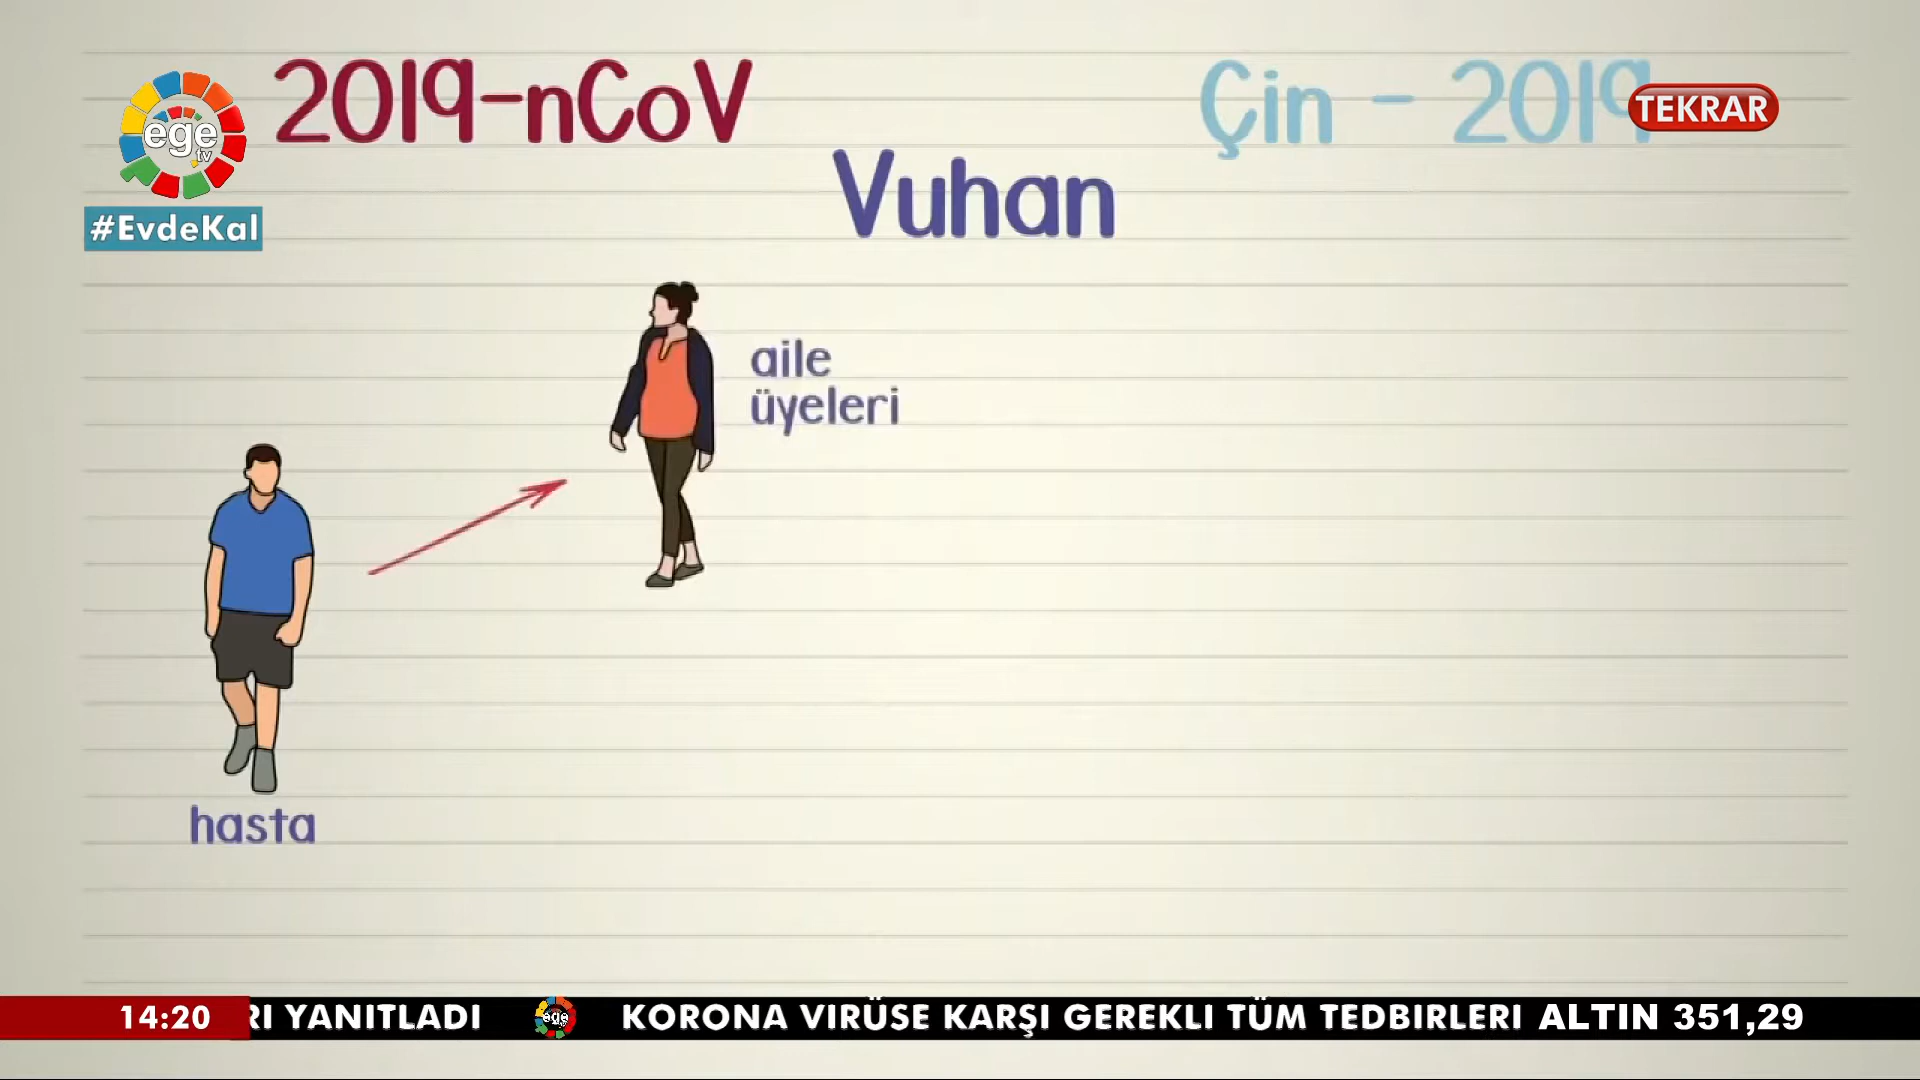 2019-nCoV
Çin - 2019
TEKRAR
ege
tv
Vuhan
#EvdeKal
aile
üyeleri
hasta
14:20 RI YANITLADI ege KORONA VIRÜSE KARŞI GEREKLI TÜM TEDBIRLERI ALTIN 351,29